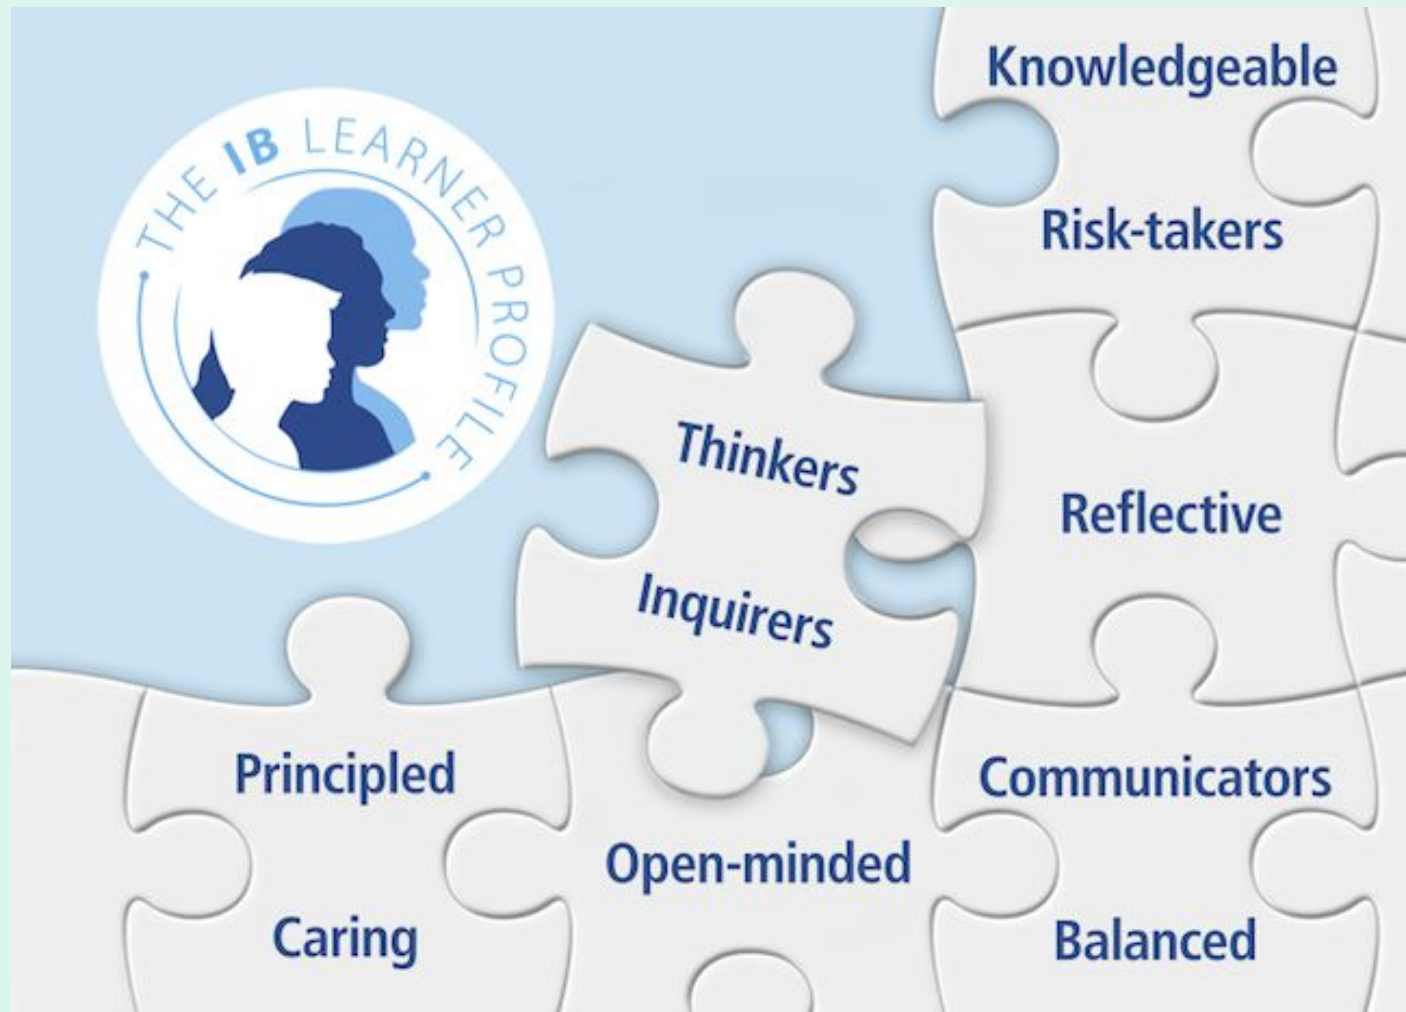 THE IB LEARNER PROFILE
Knowledgeable
Risk-takers
Thinkers
Inquirers
Reflective
Principled
Caring
Open-minded
Communicators
Balanced